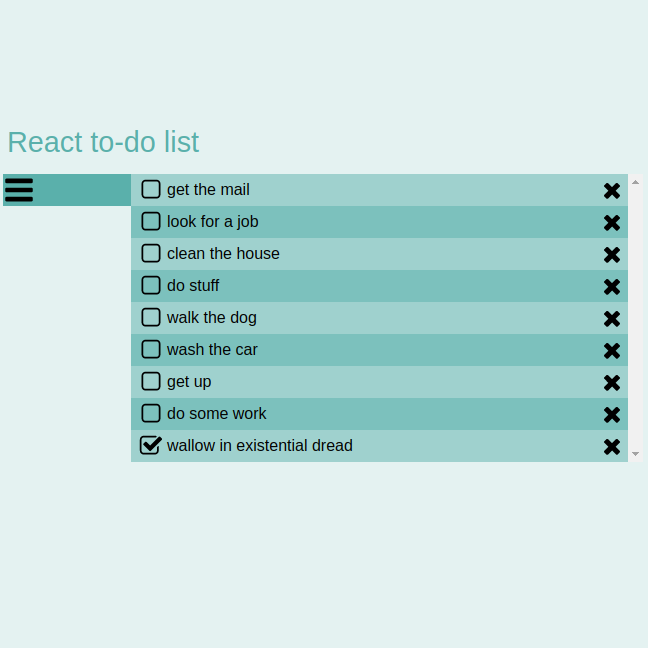 React to-do list
get the mail
look for a job
clean the house
do stuff
walk the dog
wash the car
get up
do some work
wallow in existential dread